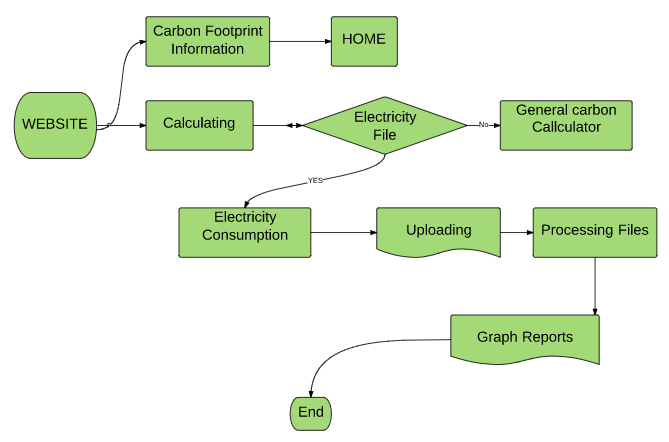 Carbon Footprint
Information
HOME
WEBSITE
Calculating
Electricity
File
No
General carbon
Callculator
YES
Electricity
Consumption
Uploading
Processing Files
Graph Reports
End